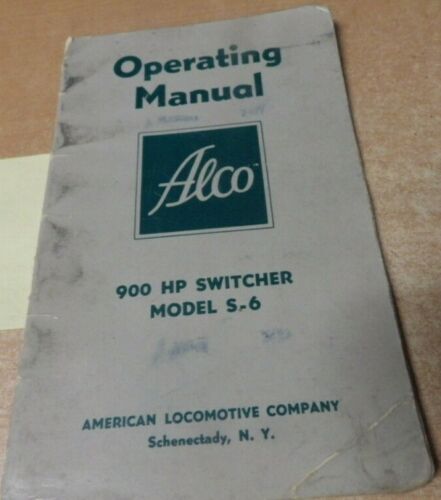 Operating
Manual
Alco
900 HP SWITCHER
MODEL S-6
AMERICAN LOCOMOTIVE COMPANY
Schenectady, N. Y.